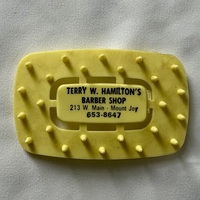 TERRY W. HAMILTON'S
BARBER SHOP
213 W. Main - Mount Joy
653-8647